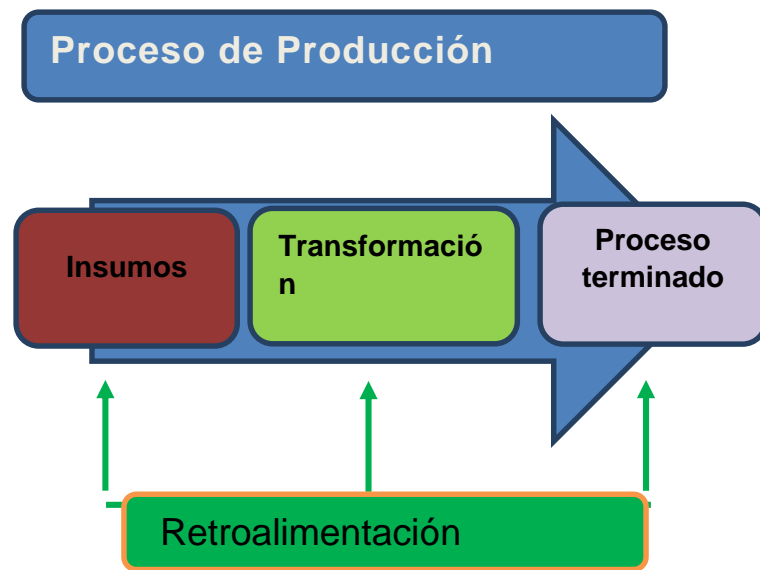 Proceso de Producción
Insumos
Transformació
n
Proceso
terminado
Retroalimentación